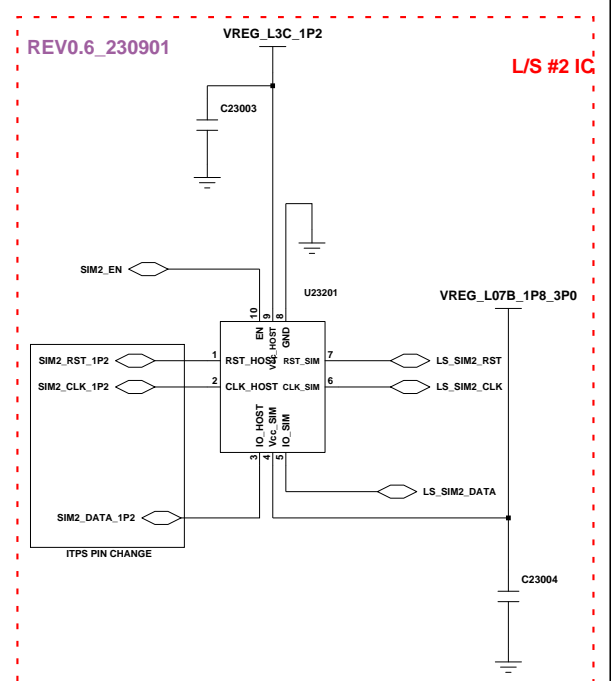 VREG_L3C_1P2
REV0.6_230901
L/S #2 IC
C23003
SIM2_EN
U23201
VREG_L07B_1P8_3P0
10
9
8
EN
Vcc_HOST
GND
SIM2_RST_1P2
1
RST_HOST
RST_SIM
7
LS_SIM2_RST
SIM2_CLK_1P2
2
CLK_HOST
CLK_SIM
6
LS_SIM2_CLK
IO_HOST
Vcc_SIM
IO_SIM
3
4
5
LS_SIM2_DATA
SIM2_DATA_1P2
ITPS PIN CHANGE
C23004